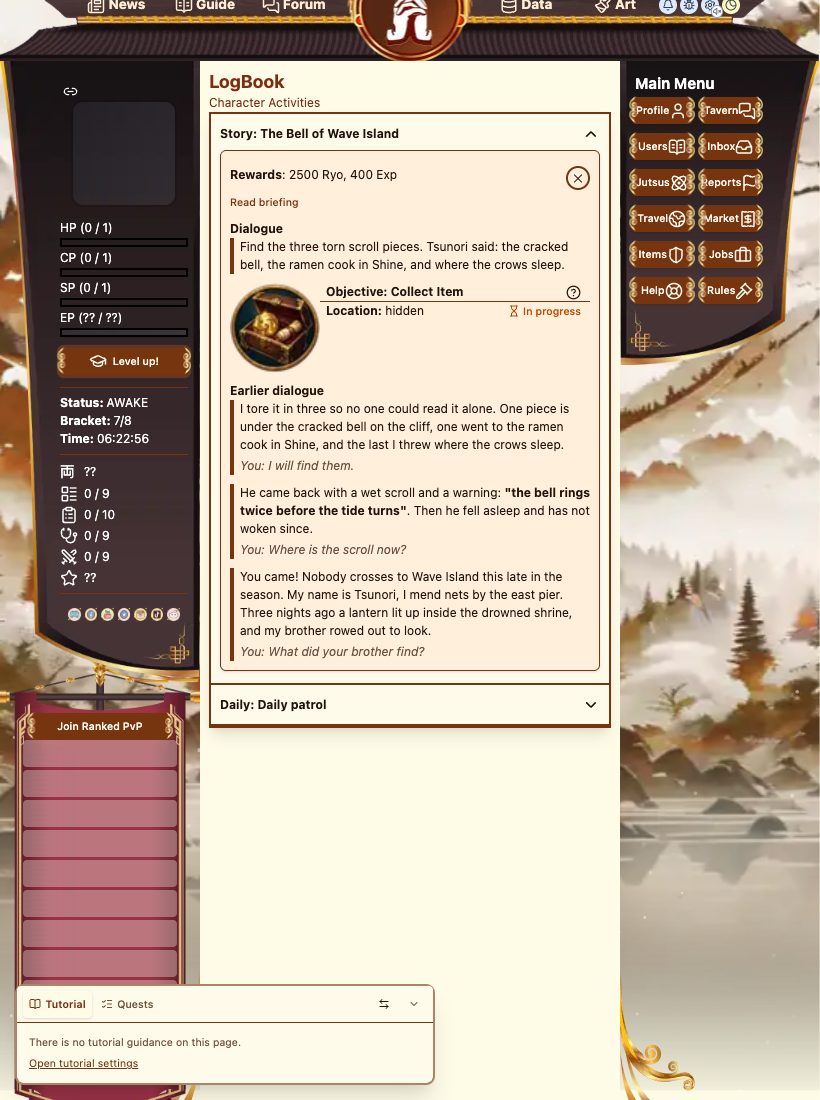 News
Guide
Forum
Data
Art
HP (0 / 1)
CP (0 / 1)
SP (0 / 1)
EP (?? / ??)
Level up!
Status: AWAKE
Bracket: 7/8
Time: 06:22:56
両 ??
0 / 9
0 / 10
0 / 9
0 / 9
??
Join Ranked PvP
LogBook
Character Activities
Story: The Bell of Wave Island
Rewards: 2500 Ryo, 400 Exp
Read briefing
Dialogue
Find the three torn scroll pieces. Tsunori said: the cracked
bell, the ramen cook in Shine, and where the crows sleep.
Objective: Collect Item
Location: hidden
In progress
Earlier dialogue
I tore it in three so no one could read it alone. One piece is
under the cracked bell on the cliff, one went to the ramen
cook in Shine, and the last I threw where the crows sleep.
You: I will find them.
He came back with a wet scroll and a warning: "the bell rings
twice before the tide turns". Then he fell asleep and has not
woken since.
You: Where is the scroll now?
You came! Nobody crosses to Wave Island this late in the
season. My name is Tsunori, I mend nets by the east pier.
Three nights ago a lantern lit up inside the drowned shrine,
and my brother rowed out to look.
You: What did your brother find?
Daily: Daily patrol
Main Menu
Profile
Tavern
Users
Inbox
Jutsus
Reports
Travel
Market
Items
Jobs
Help
Rules
Tutorial
Quests
There is no tutorial guidance on this page.
Open tutorial settings